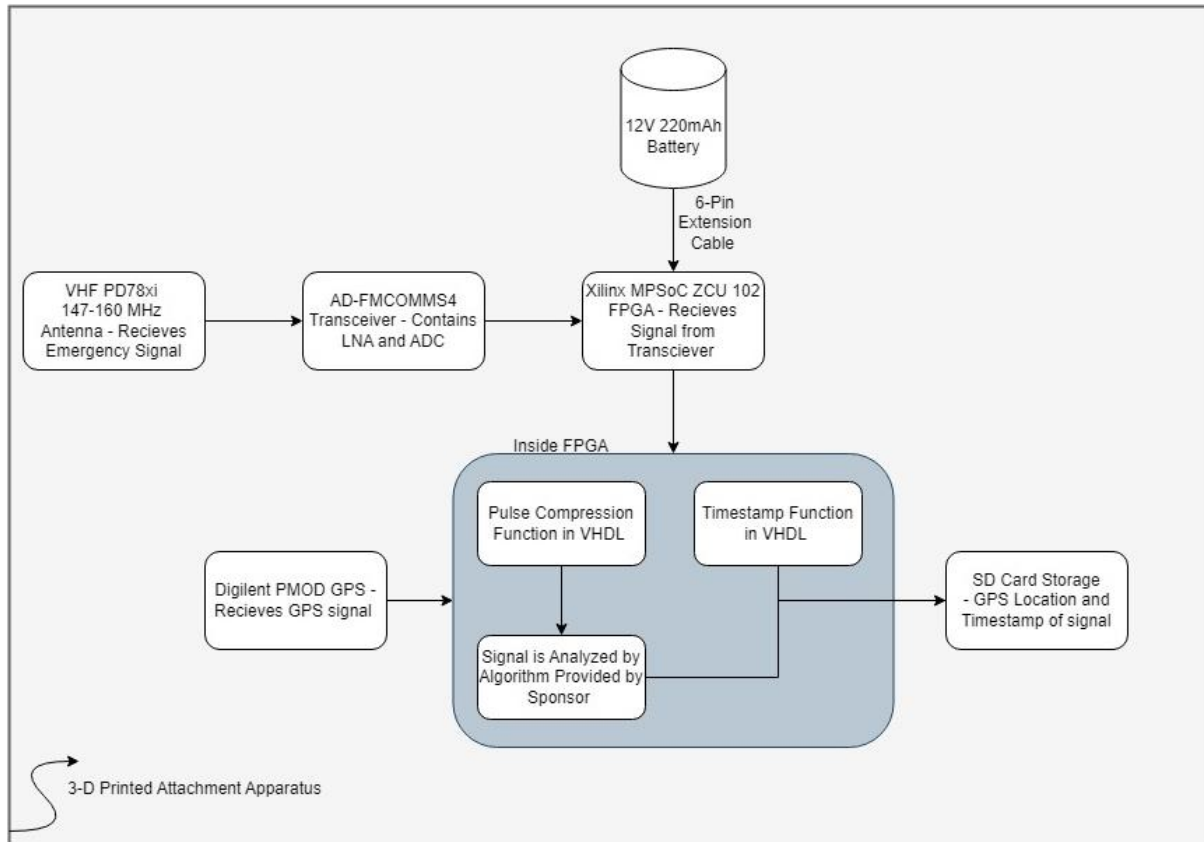 12V 220mAh
Battery
6-Pin
Extension
Cable
VHF PD78xi
147-160 MHz
Antenna - Recieves
Emergency Signal
AD-FMCOMMS4
Transceiver - Contains
LNA and ADC
Xilinx MPSoC ZCU 102
FPGA - Recieves
Signal from
Transciever
Inside FPGA
Pulse Compression
Function in VHDL
Timestamp Function
in VHDL
Digilent PMOD GPS -
Recieves GPS signal
SD Card Storage
- GPS Location and
Timestamp of signal
Signal is Analyzed by
Algorithm Provided by
Sponsor
3-D Printed Attachment Apparatus